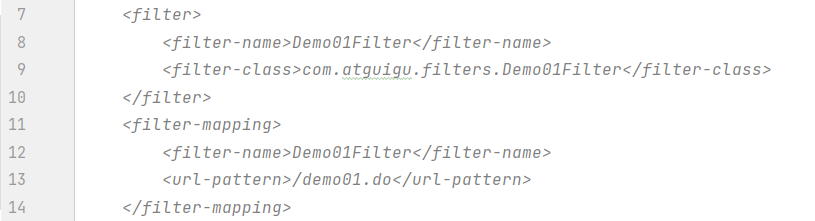 7 <filter>
8 <filter-name>Demo01Filter</filter-name>
9 <filter-class>com.atguigu.filters.Demo01Filter</filter-class>
10 </filter>
11 <filter-mapping>
12 <filter-name>Demo01Filter</filter-name>
13 <url-pattern>/demo01.do</url-pattern>
14 </filter-mapping>